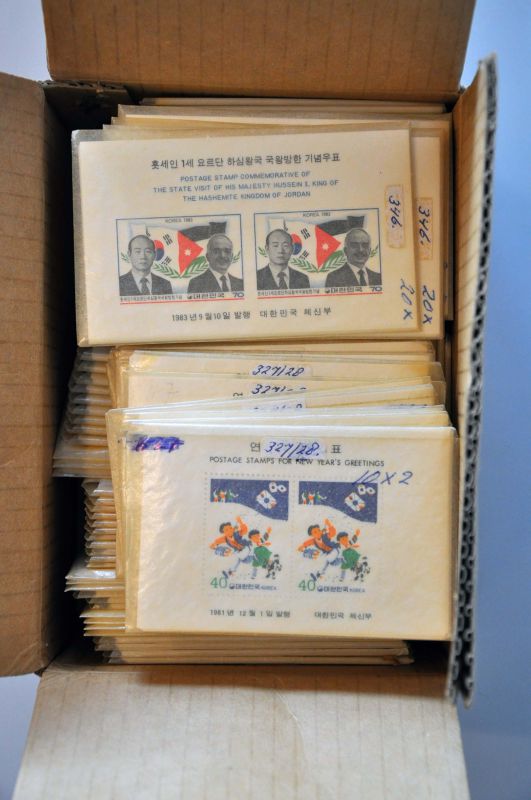 훗세인 1세 요르단 하심왕국 국왕방한 기념우표
POSTAGE STAMP COMMEMORATIVE OF
THE STATE VISIT OF HIS MAJESTY HUSSEIN I, KING OF
THE HASHEMITE KINGDOM OF JORDAN
346.
346.
KOREA 1983
KOREA 1983
대한민국 70
대한민국 70
20x
20x
1983년 9월 10일 발행 대한민국 체신부
327/28
327/28.
연 표
POSTAGE STAMPS FOR NEW YEAR'S GREETINGS
10x2
40 대한민국 KOREA
40 대한민국 KOREA
1981년 12월 1일 발행 대한민국 체신부